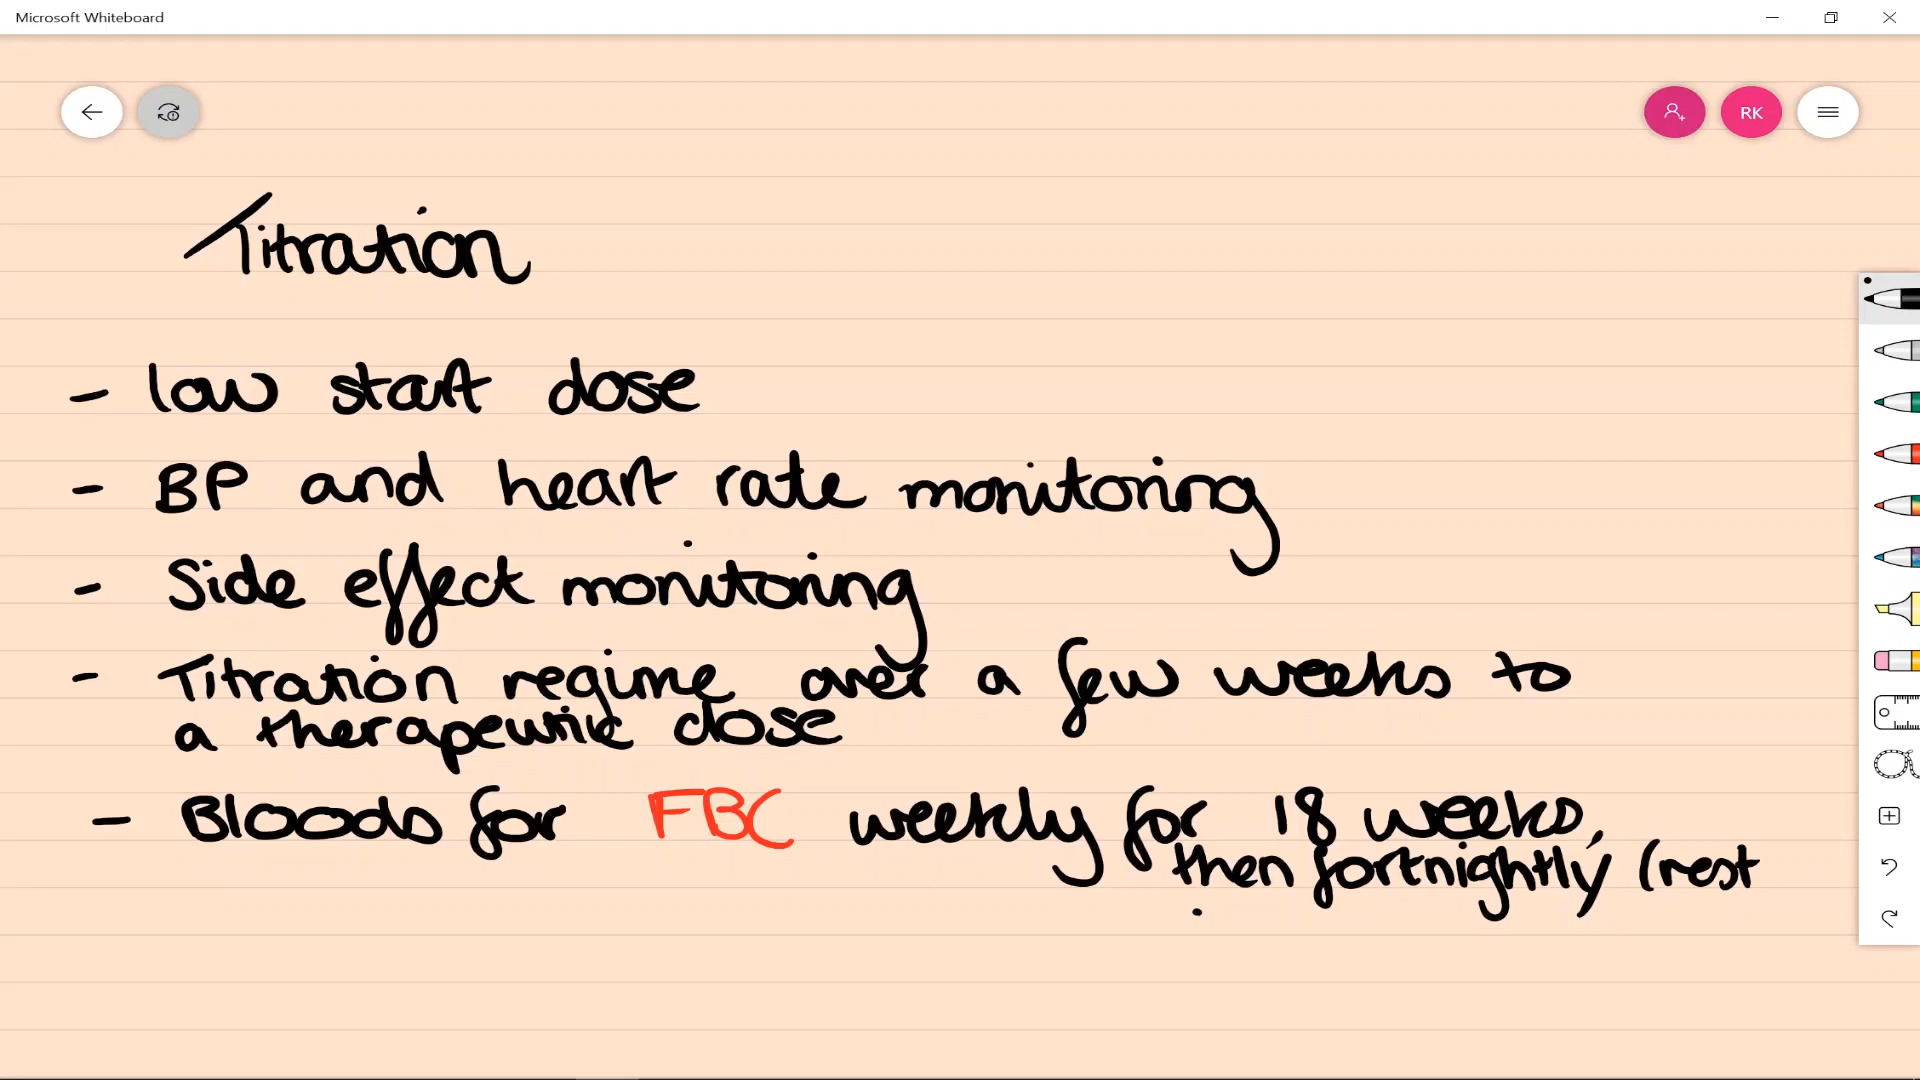 Microsoft Whiteboard
RK
Titration
- low start dose
- BP and heart rate monitoring
- Side effect monitoring
- Titration regime over a few weeks to
a therapeutic dose
- Bloods for FBC weekly for 18 weeks,
then fortnightly (rest